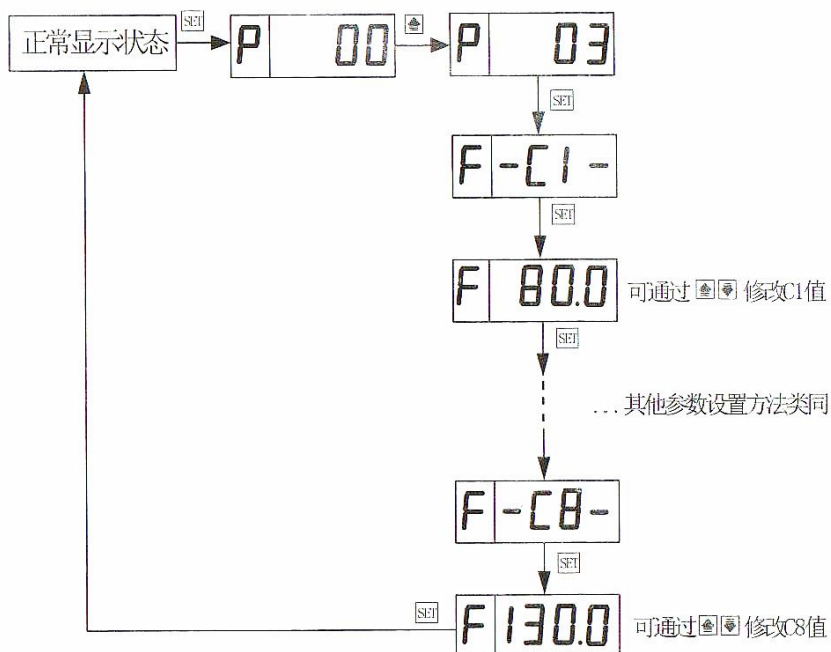 正常显示状态 SET P 00 P 03
SET
F -C1-
SET
F 80.0 可通过 修改C1值
SET
...其他参数设置方法类同
F -C8-
SET
SET F 130.0 可通过 修改C8值